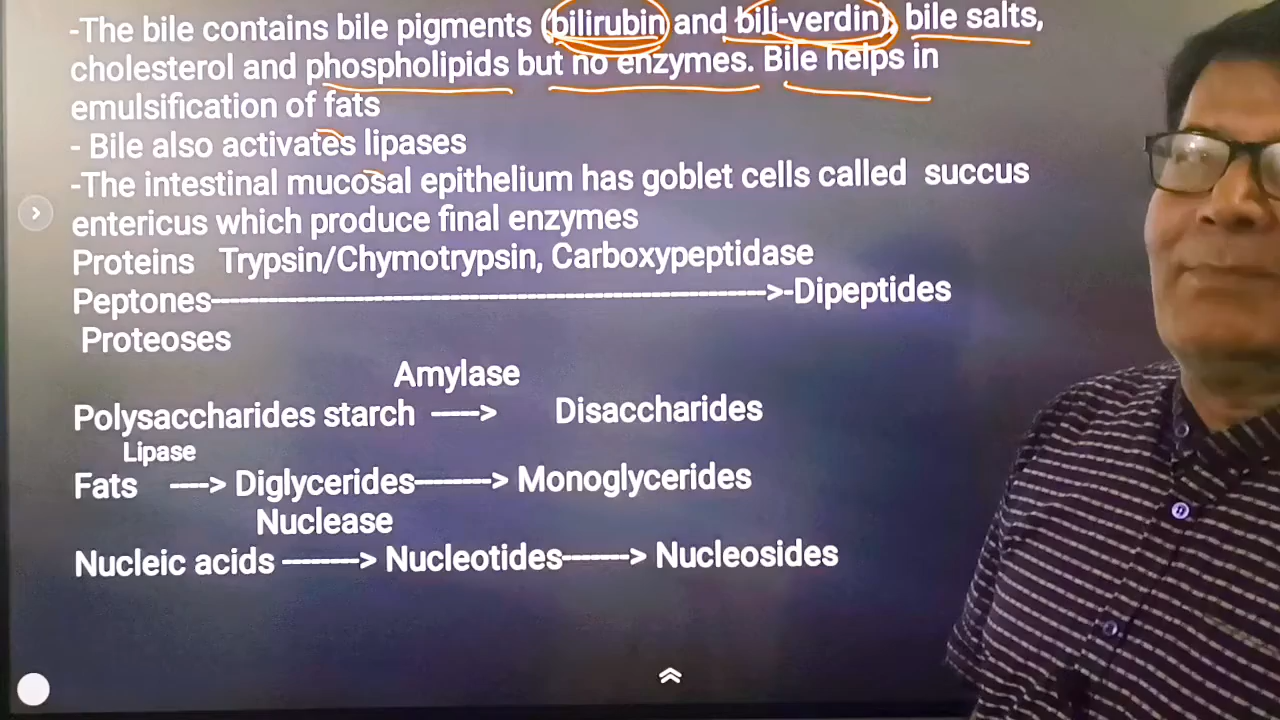 -The bile contains bile pigments (bilirubin and bili-verdin), bile salts,
cholesterol and phospholipids but no enzymes. Bile helps in
emulsification of fats
- Bile also activates lipases
-The intestinal mucosal epithelium has goblet cells called succus
entericus which produce final enzymes
Proteins Trypsin/Chymotrypsin, Carboxypeptidase
Peptones---------->-Dipeptides
Proteoses
Amylase
Polysaccharides starch -----> Disaccharides
Lipase
Fats ----> Diglycerides--------> Monoglycerides
Nuclease
Nucleic acids --------> Nucleotides-------> Nucleosides